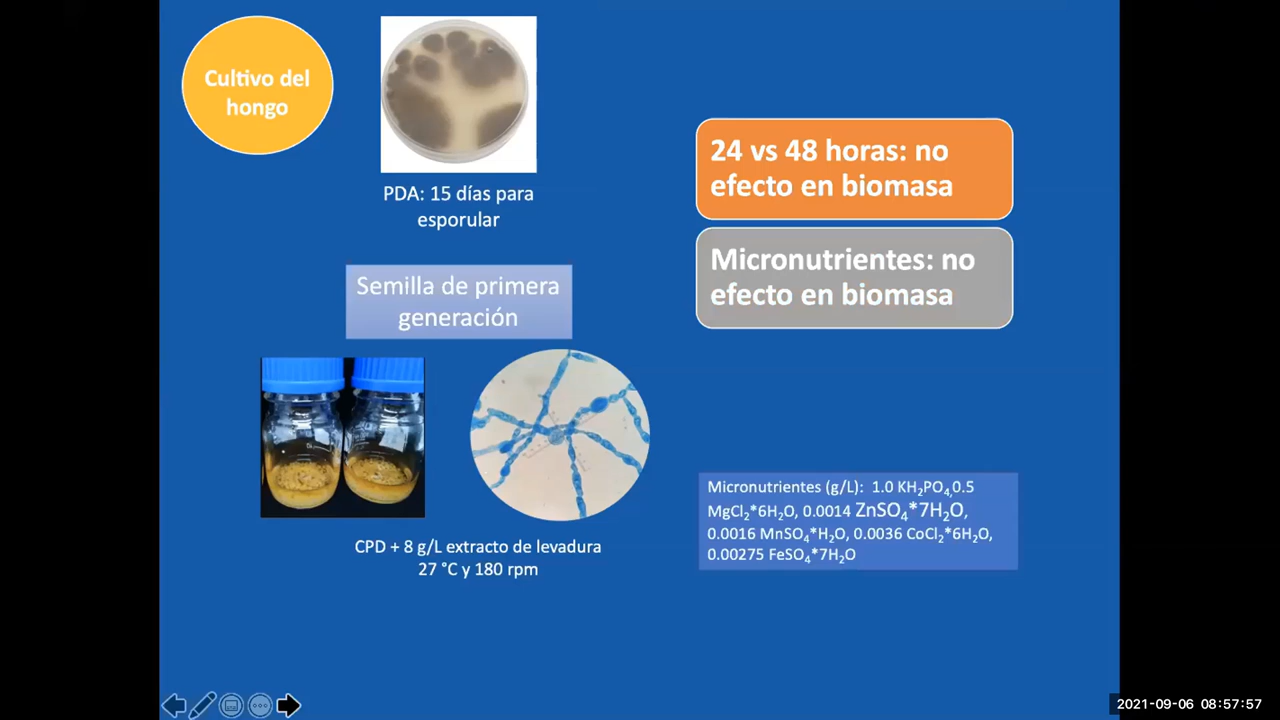 Cultivo del
hongo
PDA: 15 días para
esporular
Semilla de primera
generación
CPD + 8 g/L extracto de levadura
27 °C y 180 rpm
24 vs 48 horas: no
efecto en biomasa
Micronutrientes: no
efecto en biomasa
Micronutrientes (g/L): 1.0 KH₂PO₄,0.5
MgCl₂*6H₂O, 0.0014 ZnSO₄*7H₂O,
0.0016 MnSO₄*H₂O, 0.0036 CoCl₂*6H₂O,
0.00275 FeSO₄*7H₂O
2021-09-06 08:57:57